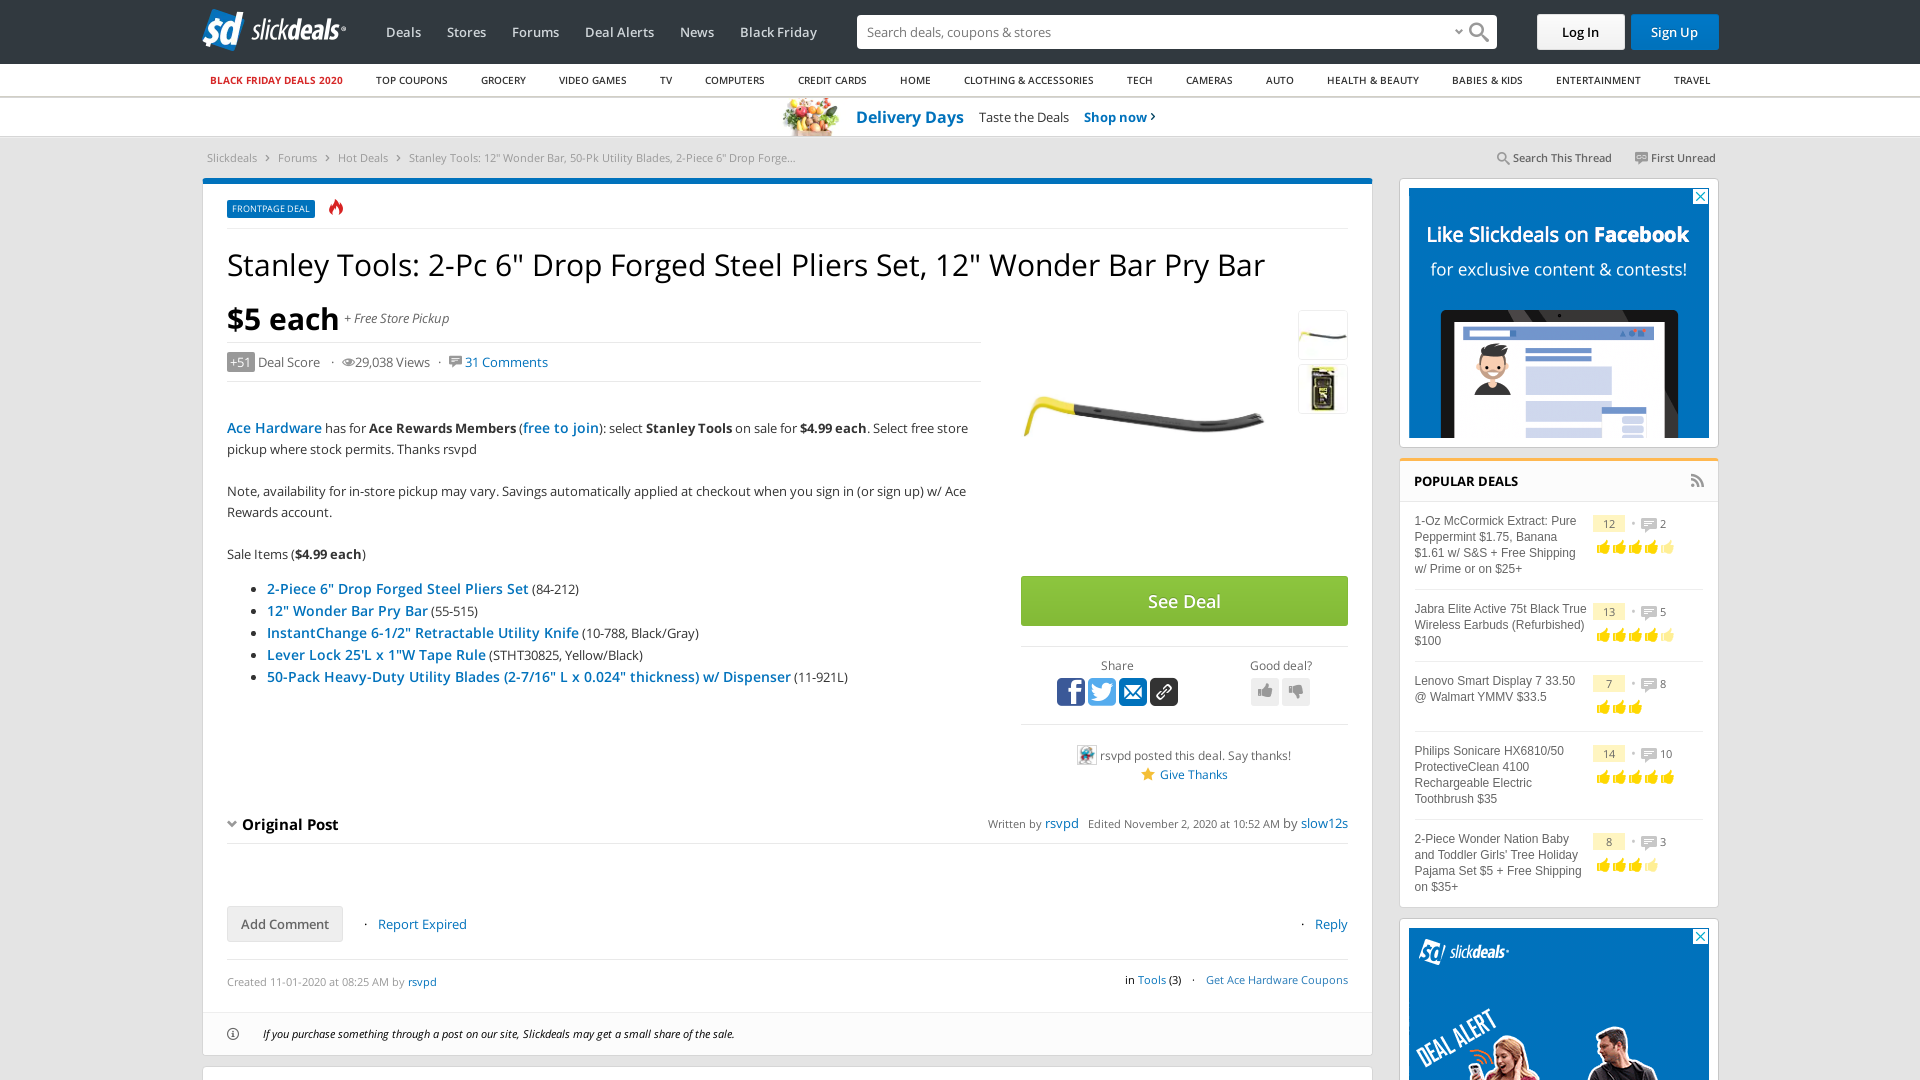 slickdeals
Deals Stores Forums Deal Alerts News Black Friday
Search deals, coupons & stores
Log In
Sign Up
BLACK FRIDAY DEALS 2020 TOP COUPONS GROCERY VIDEO GAMES TV COMPUTERS CREDIT CARDS HOME CLOTHING & ACCESSORIES TECH CAMERAS AUTO HEALTH & BEAUTY BABIES & KIDS ENTERTAINMENT TRAVEL
Delivery Days Taste the Deals Shop now
Slickdeals Forums Hot Deals Stanley Tools: 12" Wonder Bar, 50-Pk Utility Blades, 2-Piece 6" Drop Forge...
Search This Thread First Unread
FRONTPAGE DEAL
Stanley Tools: 2-Pc 6" Drop Forged Steel Pliers Set, 12" Wonder Bar Pry Bar
$5 each + Free Store Pickup
+51 Deal Score · 29,038 Views · 31 Comments
Ace Hardware has for Ace Rewards Members (free to join): select Stanley Tools on sale for $4.99 each. Select free store
pickup where stock permits. Thanks rsvpd
Note, availability for in-store pickup may vary. Savings automatically applied at checkout when you sign in (or sign up) w/ Ace
Rewards account.
Sale Items ($4.99 each)
2-Piece 6" Drop Forged Steel Pliers Set (84-212)
12" Wonder Bar Pry Bar (55-515)
InstantChange 6-1/2" Retractable Utility Knife (10-788, Black/Gray)
Lever Lock 25'L x 1"W Tape Rule (STHT30825, Yellow/Black)
50-Pack Heavy-Duty Utility Blades (2-7/16" L x 0.024" thickness) w/ Dispenser (11-921L)
See Deal
Share
Good deal?
rsvpd posted this deal. Say thanks!
Give Thanks
Original Post
Written by rsvpd Edited November 2, 2020 at 10:52 AM by slow12s
Add Comment · Report Expired
· Reply
Created 11-01-2020 at 08:25 AM by rsvpd
in Tools (3) · Get Ace Hardware Coupons
If you purchase something through a post on our site, Slickdeals may get a small share of the sale.
Like Slickdeals on Facebook
for exclusive content & contests!
POPULAR DEALS
1-Oz McCormick Extract: Pure
Peppermint $1.75, Banana
$1.61 w/ S&S + Free Shipping
w/ Prime or on $25+
12 2
Jabra Elite Active 75t Black True
Wireless Earbuds (Refurbished)
$100
13 5
Lenovo Smart Display 7 33.50
@ Walmart YMMV $33.5
7 8
Philips Sonicare HX6810/50
ProtectiveClean 4100
Rechargeable Electric
Toothbrush $35
14 10
2-Piece Wonder Nation Baby
and Toddler Girls' Tree Holiday
Pajama Set $5 + Free Shipping
on $35+
8 3
slickdeals
DEAL ALERT